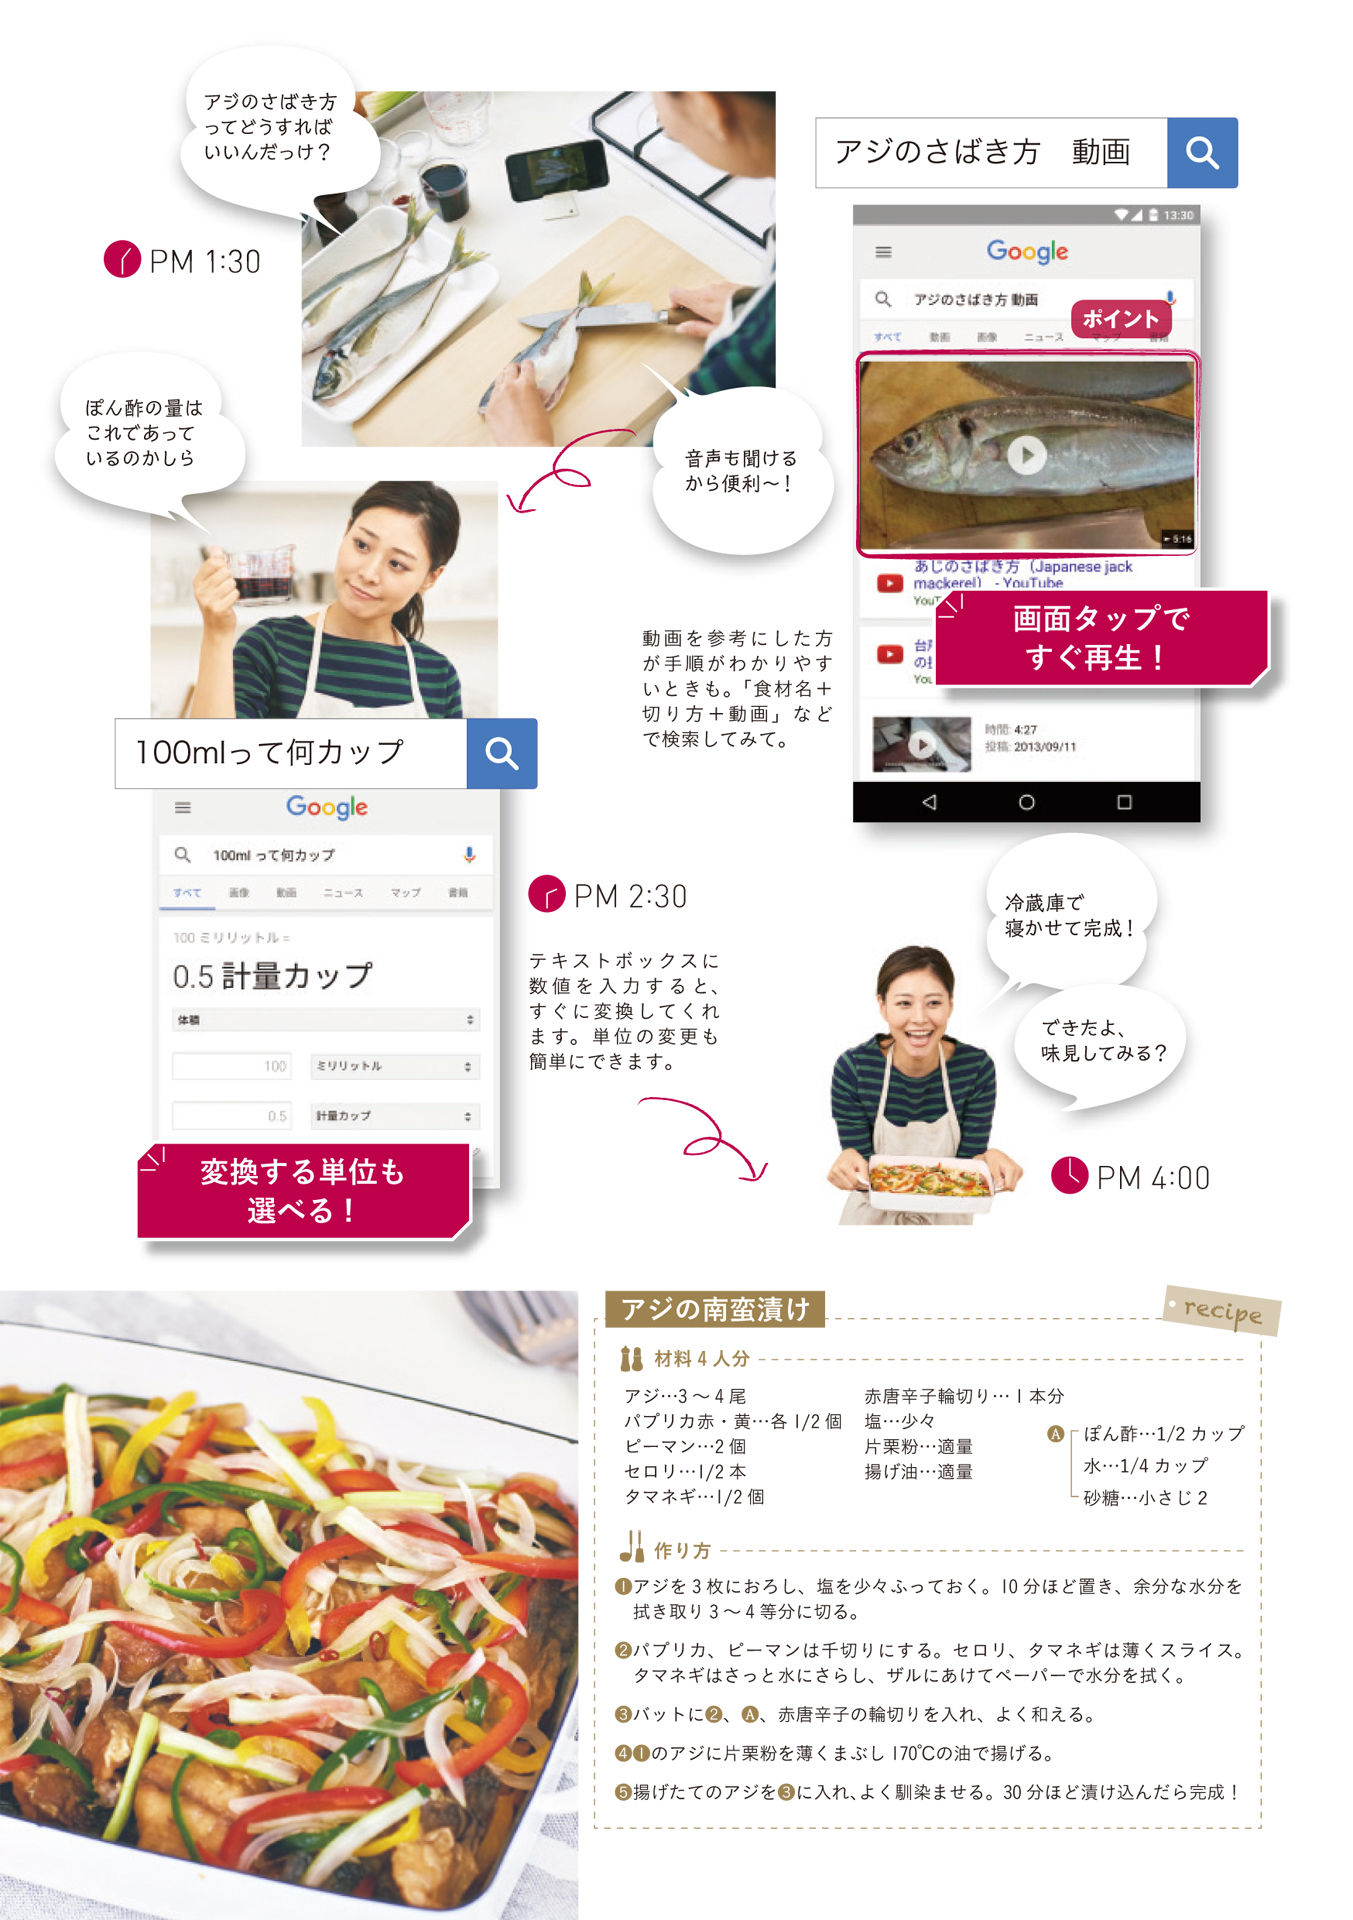 アジのさばき方
ってどうすれば
いいんだっけ？
PM 1:30
アジのさばき方　動画
13:30
Google
アジのさばき方 動画
ポイント
すべて 動画 画像 ニュース マップ 書籍
5:16
あじのさばき方（Japanese jack
mackerel） - YouTube
画面タップで
すぐ再生！
時間: 4:27
投稿: 2013/09/11
音声も聞ける
から便利〜！
動画を参考にした方
が手順がわかりやす
いときも。「食材名＋
切り方＋動画」など
で検索してみて。
ぽん酢の量は
これであって
いるのかしら
100mlって何カップ
Google
100ml って何カップ
すべて 画像 動画 ニュース マップ 書籍
100 ミリリットル =
0.5 計量カップ
体積
100 ミリリットル
0.5 計量カップ
変換する単位も
選べる！
PM 2:30
テキストボックスに
数値を入力すると、
すぐに変換してくれ
ます。単位の変更も
簡単にできます。
冷蔵庫で
寝かせて完成！
できたよ、
味見してみる？
PM 4:00
アジの南蛮漬け
recipe
材料 4 人分
アジ…3 〜 4 尾
パプリカ赤・黄…各 1/2 個
ピーマン…2 個
セロリ…1/2 本
タマネギ…1/2 個
赤唐辛子輪切り…1 本分
塩…少々
片栗粉…適量
揚げ油…適量
A ぽん酢…1/2 カップ
水…1/4 カップ
砂糖…小さじ 2
作り方
❶アジを 3 枚におろし、塩を少々ふっておく。10 分ほど置き、余分な水分を
拭き取り 3 〜 4 等分に切る。
❷パプリカ、ピーマンは千切りにする。セロリ、タマネギは薄くスライス。
タマネギはさっと水にさらし、ザルにあけてペーパーで水分を拭く。
❸バットに❷、A、赤唐辛子の輪切りを入れ、よく和える。
❹❶のアジに片栗粉を薄くまぶし 170℃の油で揚げる。
❺揚げたてのアジを❸に入れ、よく馴染ませる。30 分ほど漬け込んだら完成！